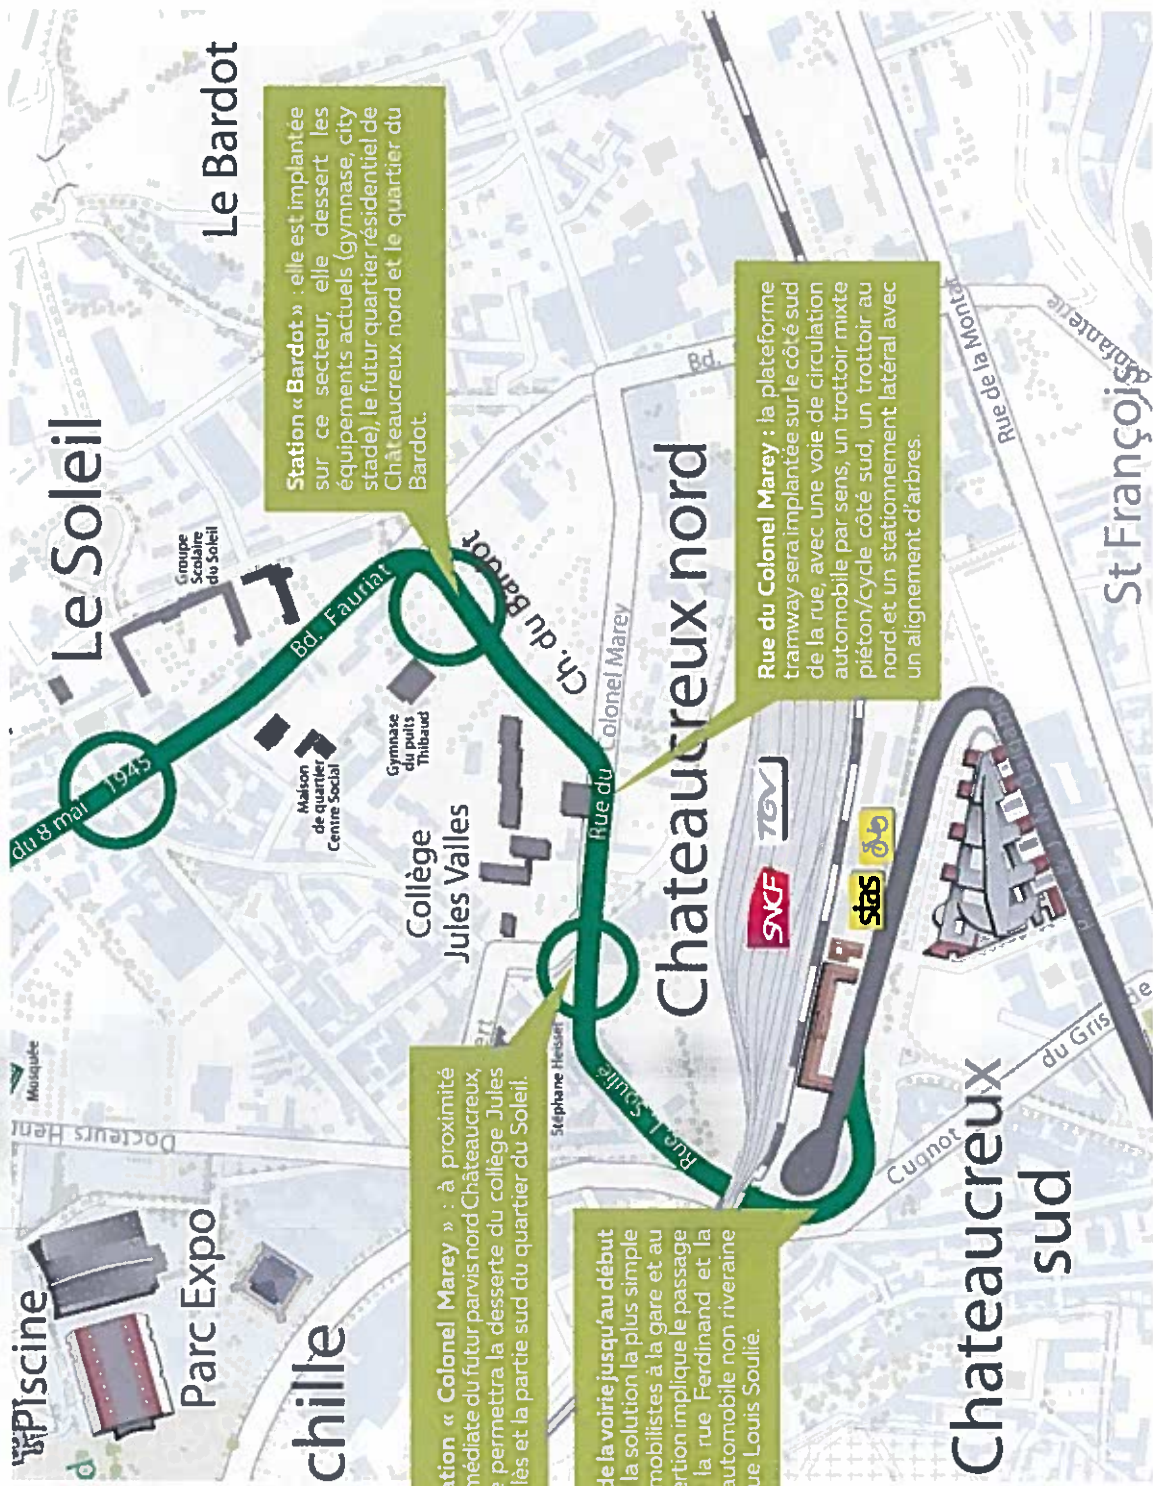 Le Soleil
Le Bardot
Station « Bardot » : elle est implantée
sur ce secteur, elle dessert les
équipements actuels (gymnase, city
stade), le futur quartier résidentiel de
Châteaucreux nord et le quartier du
Bardot.
Groupe
Scolaire
du Soleil
du 8 mai 1945
Bd. Fauriat
Maison
de quartier
Centre Social
Gymnase
du puits
Thibaud
Ch. du Bardot
Collège
Jules Valles
Rue du
Colonel Marey
Bd.
Chateaucreux nord
Rue du Colonel Marey : la plateforme
tramway sera implantée sur le côté sud
de la rue, avec une voie de circulation
automobile par sens, un trottoir mixte
piéton/cycle côté sud, un trottoir au
nord et un stationnement latéral avec
un alignement d'arbres.
Rue de la Montat
St François
Mosquée
Docteurs Hent
Piscine
Parc Expo
chille
ation « Colonel Marey » : à proximité
médiate du futur parvis nord Châteaucreux,
e permettra la desserte du collège Jules
lès et la partie sud du quartier du Soleil.
ert
Stéphane Hessel
Rue L. Soulié
SNCF
TGV
stas
de la voirie jusqu'au début
la solution la plus simple
mobilistes à la gare et au
ertion implique le passage
la rue Ferdinand et la
automobile non riveraine
ue Louis Soulié.
Cugnot
du Gris de
Chateaucreux
sud